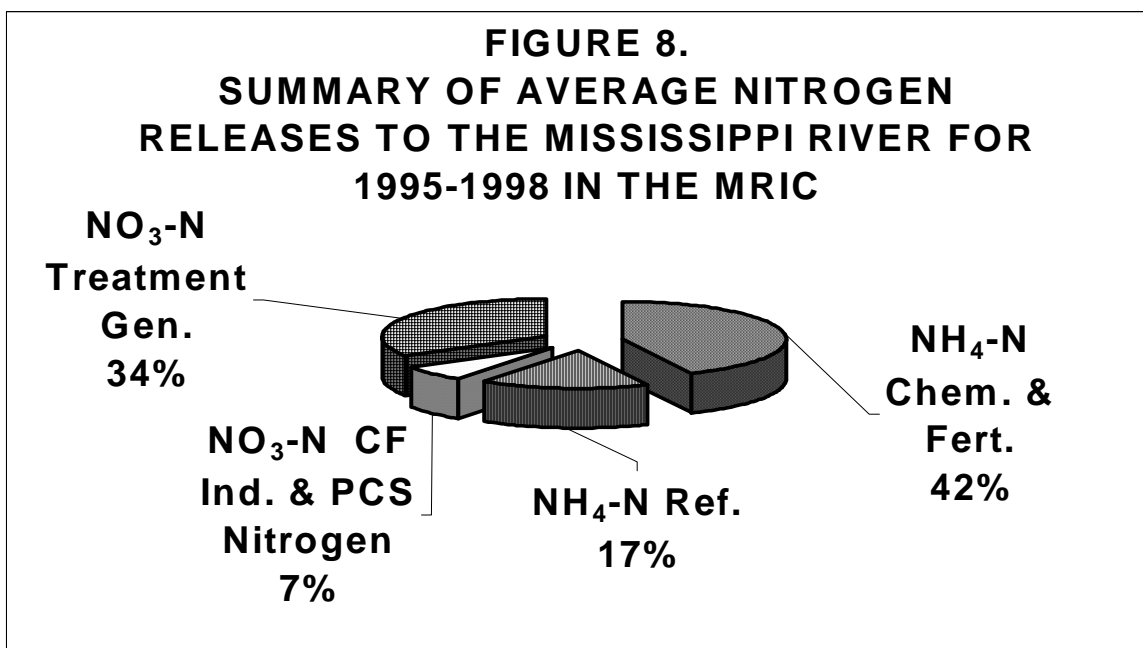 FIGURE 8.
SUMMARY OF AVERAGE NITROGEN
RELEASES TO THE MISSISSIPPI RIVER FOR
1995-1998 IN THE MRIC
NO₃-N
Treatment
Gen.
34%
NH₄-N
Chem. &
Fert.
42%
NO₃-N CF
Ind. & PCS
Nitrogen
7%
NH₄-N Ref.
17%